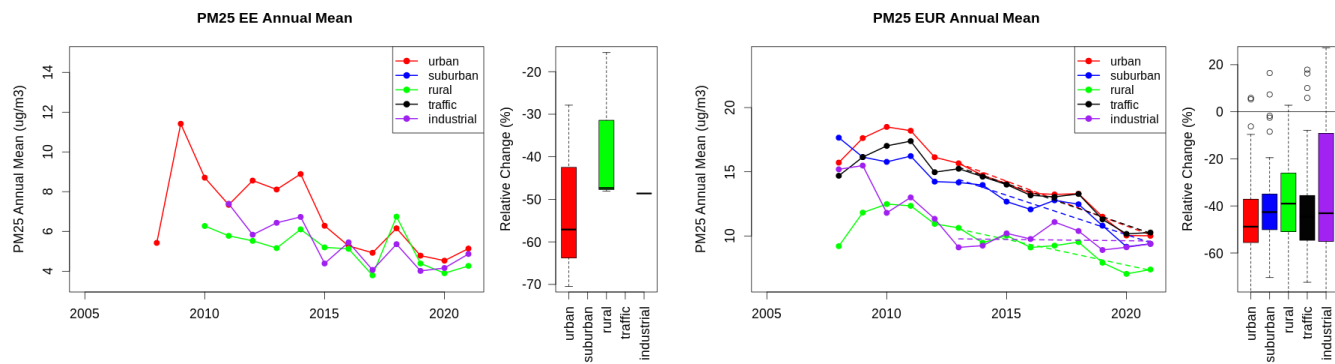 PM25 EE Annual Mean
PM25 Annual Mean (ug/m3)
14
12
10
8
6
4
2005
2010
2015
2020
urban
suburban
rural
traffic
industrial
Relative Change (%)
-20
-30
-40
-50
-60
-70
urban
suburban
rural
traffic
industrial
PM25 EUR Annual Mean
PM25 Annual Mean (ug/m3)
20
15
10
2005
2010
2015
2020
urban
suburban
rural
traffic
industrial
Relative Change (%)
20
0
-20
-40
-60
urban
suburban
rural
traffic
industrial